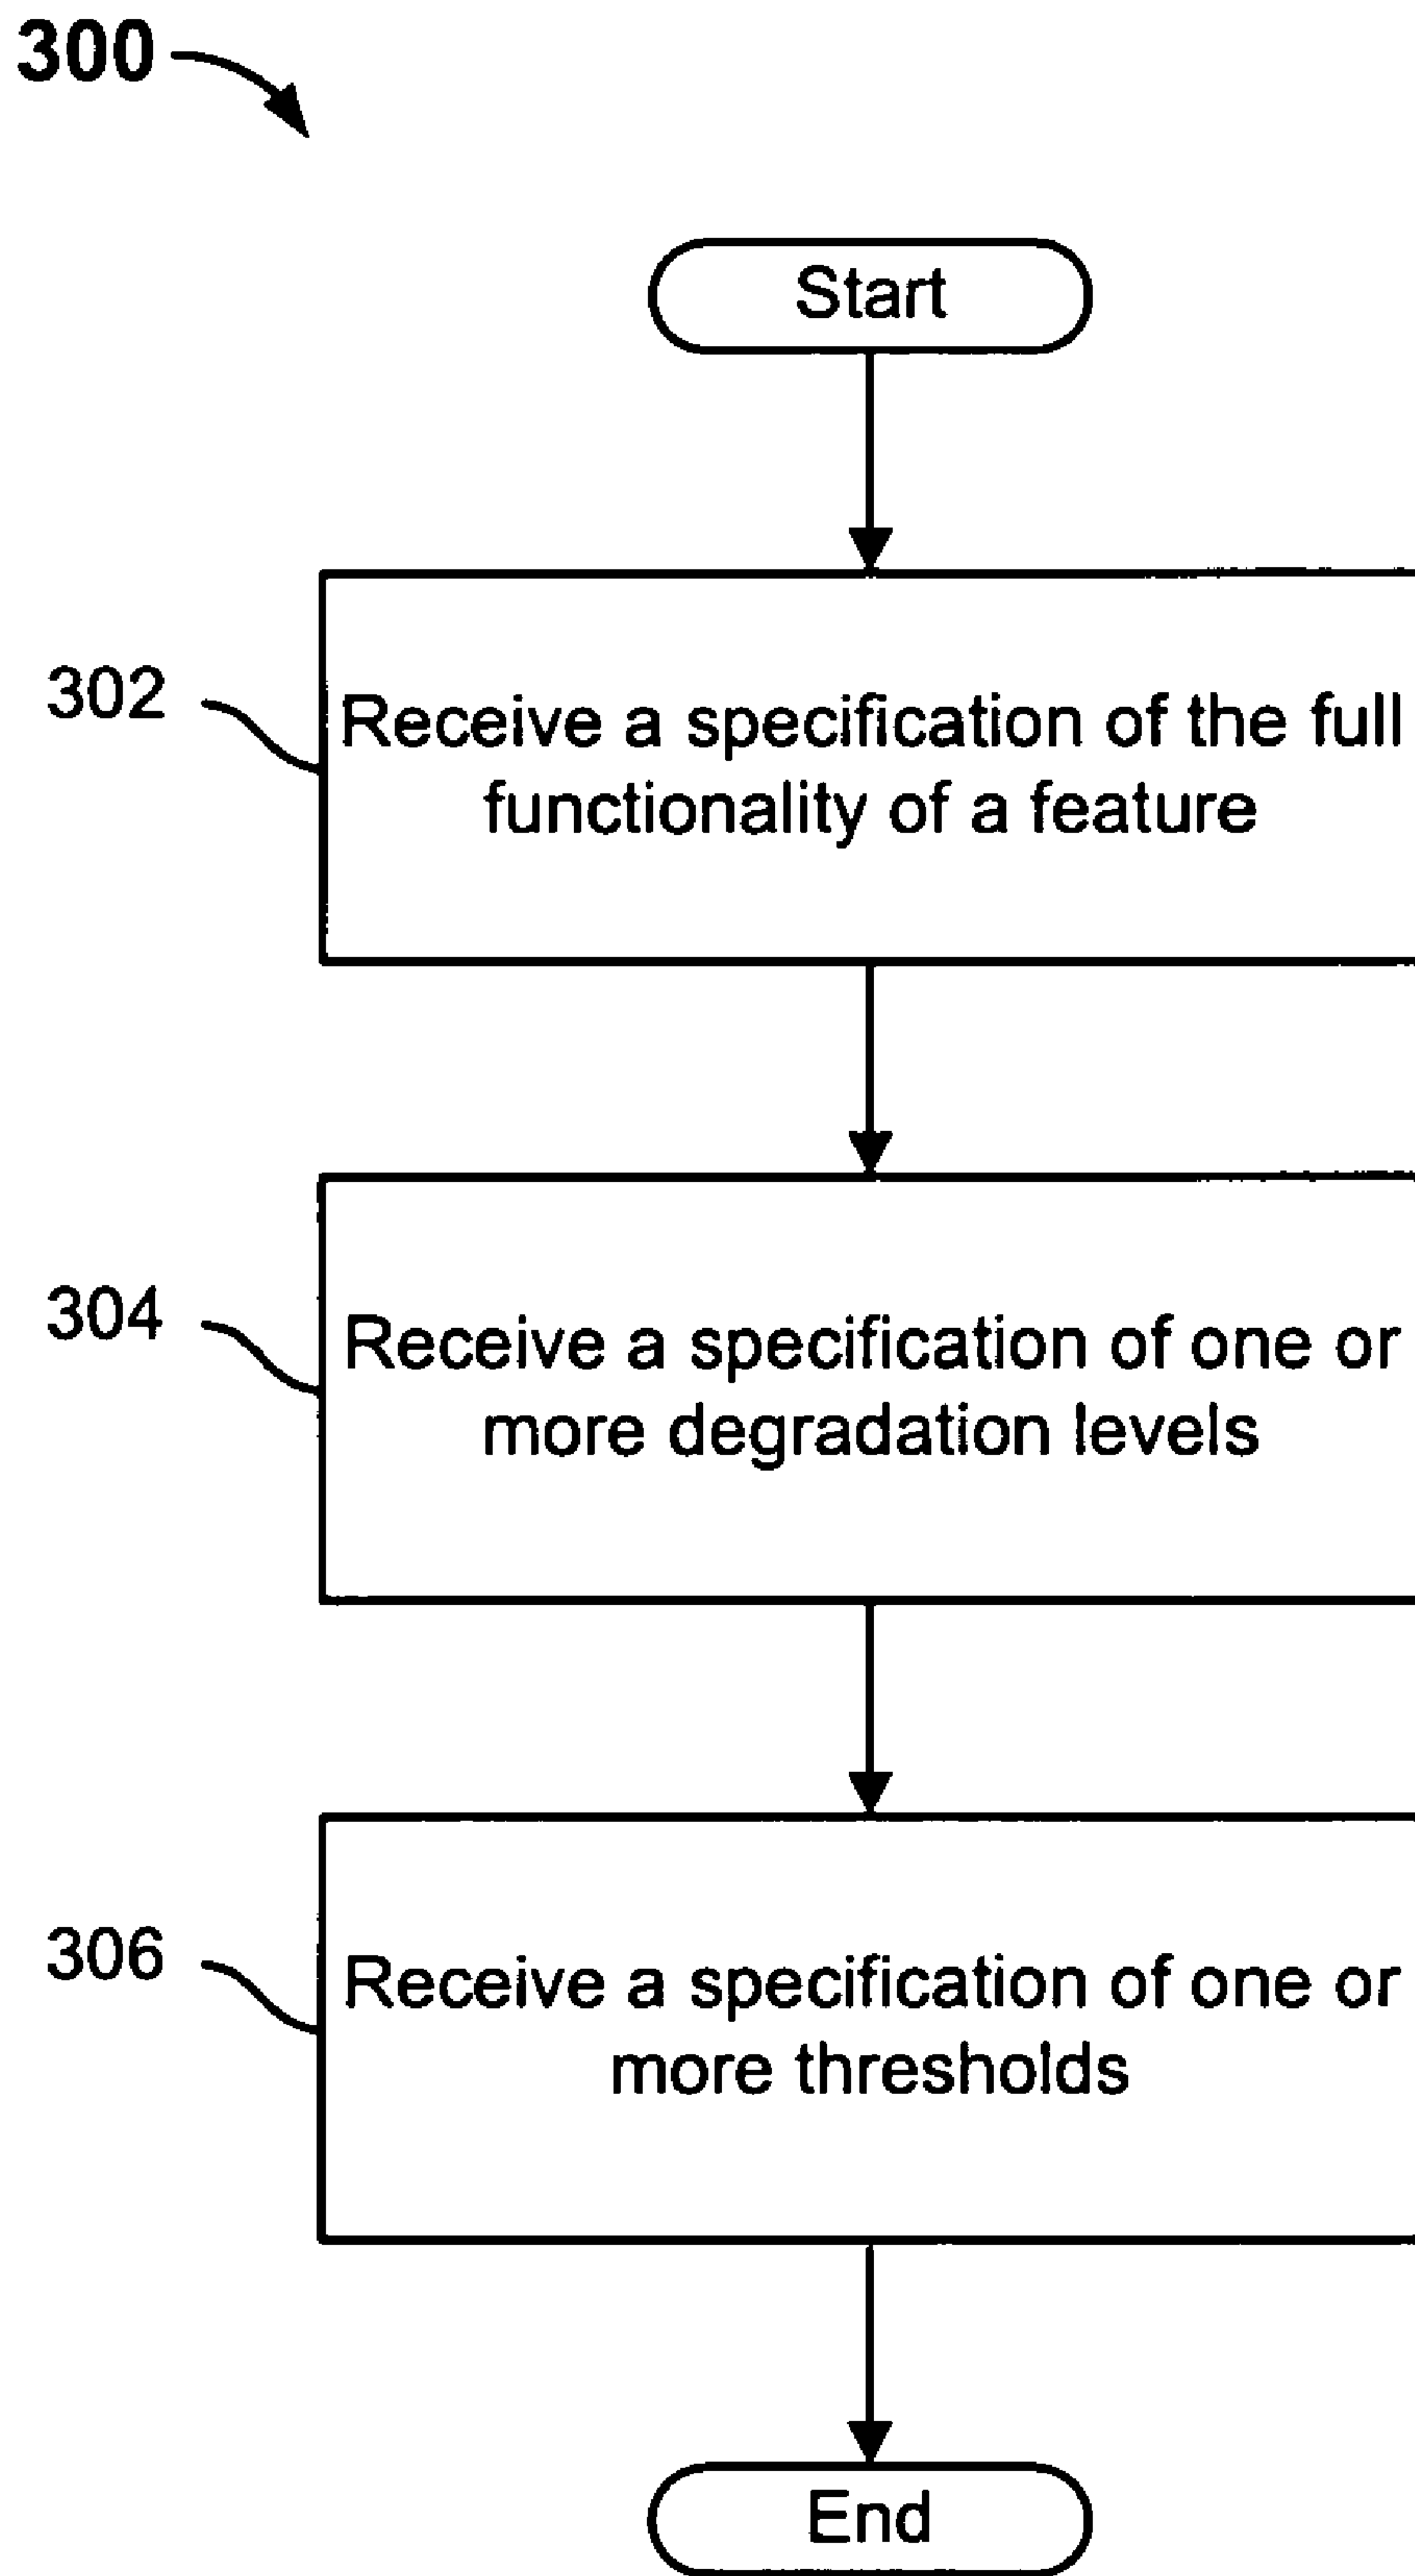 300
Start
302
Receive a specification of the full
functionality of a feature
304
Receive a specification of one or
more degradation levels
306
Receive a specification of one or
more thresholds
End